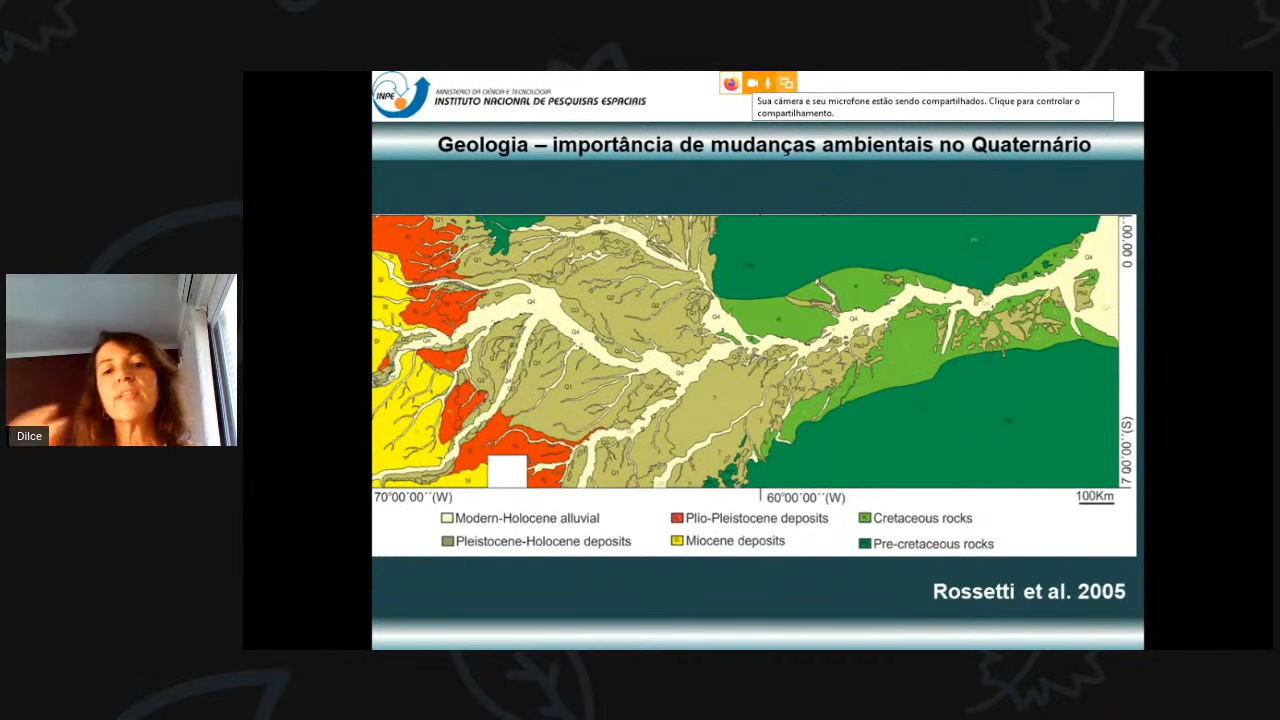 INPE
MINISTÉRIO DA CIÊNCIA E TECNOLOGIA
INSTITUTO NACIONAL DE PESQUISAS ESPACIAIS
Sua câmera e seu microfone estão sendo compartilhados. Clique para controlar o
compartilhamento.
Geologia – importância de mudanças ambientais no Quaternário
0 00'00"
7 00'00''(S)
70°00'00''(W)
60°00'00''(W)
100Km
Modern-Holocene alluvial
Plio-Pleistocene deposits
Cretaceous rocks
Pleistocene-Holocene deposits
Miocene deposits
Pre-cretaceous rocks
Rossetti et al. 2005
Dilce